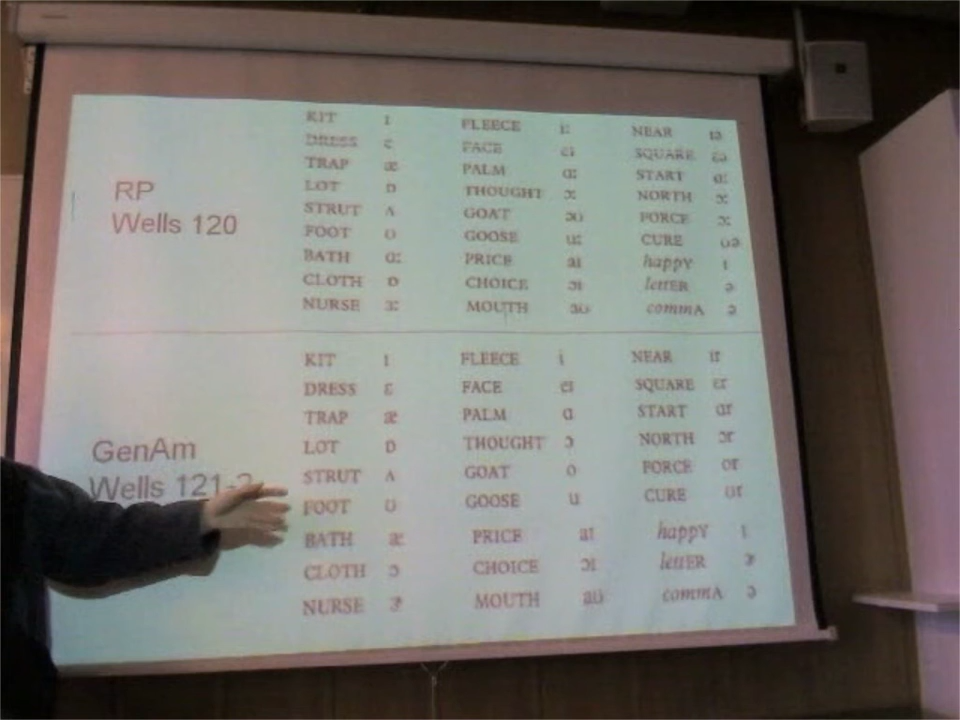 RP
Wells 120
KIT ɪ FLEECE iː NEAR ɪə
DRESS e FACE eɪ SQUARE ɛə
TRAP æ PALM ɑː START ɑː
LOT ɒ THOUGHT ɔː NORTH ɔː
STRUT ʌ GOAT əʊ FORCE ɔː
FOOT ʊ GOOSE uː CURE ʊə
BATH ɑː PRICE aɪ happY ɪ
CLOTH ɒ CHOICE ɔɪ lettER ə
NURSE ɜː MOUTH aʊ commA ə
GenAm
Wells 121-2
KIT ɪ FLEECE i NEAR ɪr
DRESS ɛ FACE eɪ SQUARE ɛr
TRAP æ PALM ɑ START ɑr
LOT ɒ THOUGHT ɔ NORTH ɔr
STRUT ʌ GOAT o FORCE or
FOOT ʊ GOOSE u CURE ʊr
BATH æ PRICE aɪ happY ɪ
CLOTH ɔ CHOICE ɔɪ lettER ɚ
NURSE ɝ MOUTH aʊ commA ə